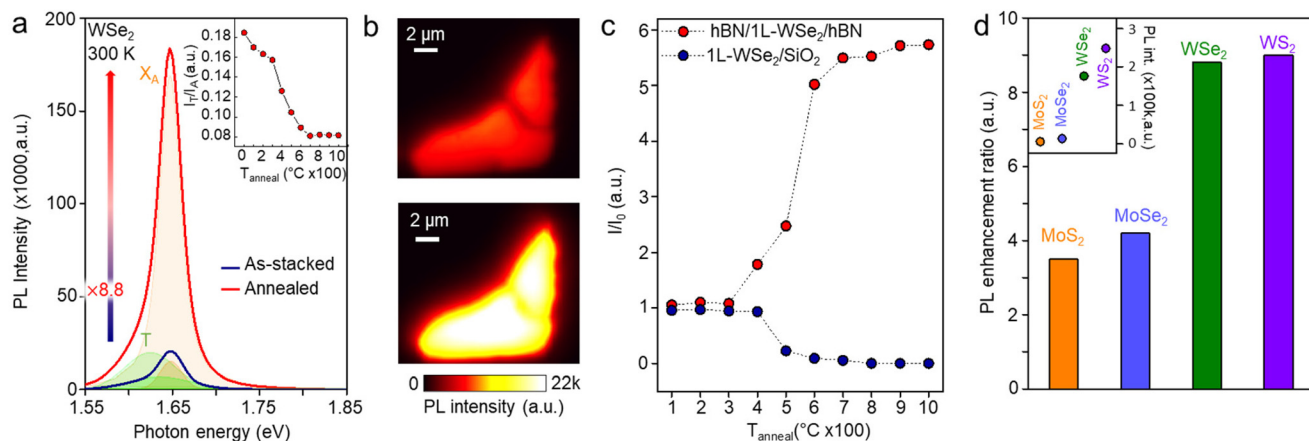 a
WSe₂
300 K
X_A
T
×8.8
As-stacked
Annealed
PL Intensity (x1000,a.u.)
200
150
100
50
0
1.55
1.65
1.75
1.85
Photon energy (eV)
I_T/I_A(a.u.)
0.18
0.16
0.14
0.12
0.10
0.08
0 2 4 6 8 10
T_anneal (°C x100)
b
2 μm
2 μm
0
22k
PL intensity (a.u.)
c
hBN/1L-WSe₂/hBN
1L-WSe₂/SiO₂
I/I₀ (a.u.)
6
5
4
3
2
1
0
1 2 3 4 5 6 7 8 9 10
T_anneal(°C x100)
d
PL enhancement ratio (a.u.)
10
8
6
4
2
0
MoS₂
MoSe₂
WSe₂
WS₂
PL int. (x100k,a.u.)
3
2
1
0
MoS₂
MoSe₂
WSe₂
WS₂